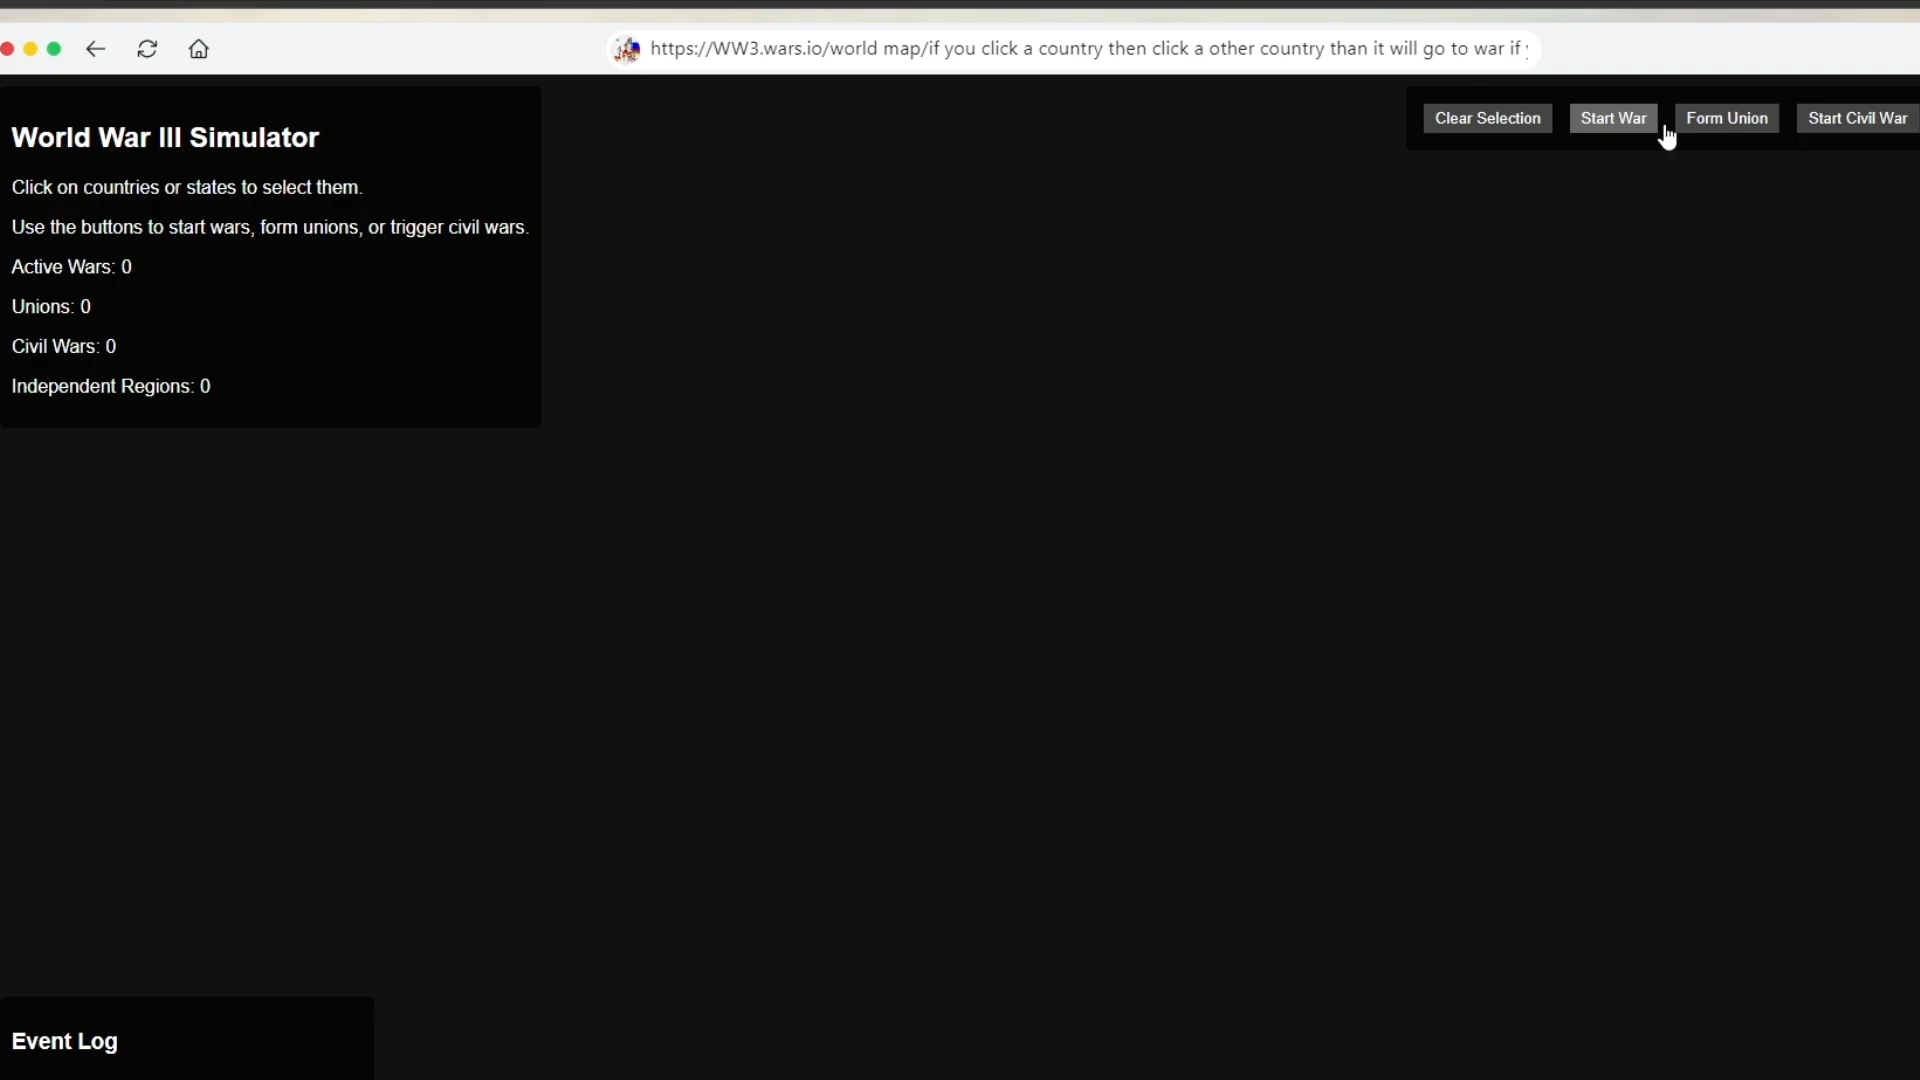 https://WW3.wars.io/world map/if you click a country then click a other country than it will go to war if
World War III Simulator
Clear Selection
Start War
Form Union
Start Civil War
Click on countries or states to select them.
Use the buttons to start wars, form unions, or trigger civil wars.
Active Wars: 0
Unions: 0
Civil Wars: 0
Independent Regions: 0
Event Log